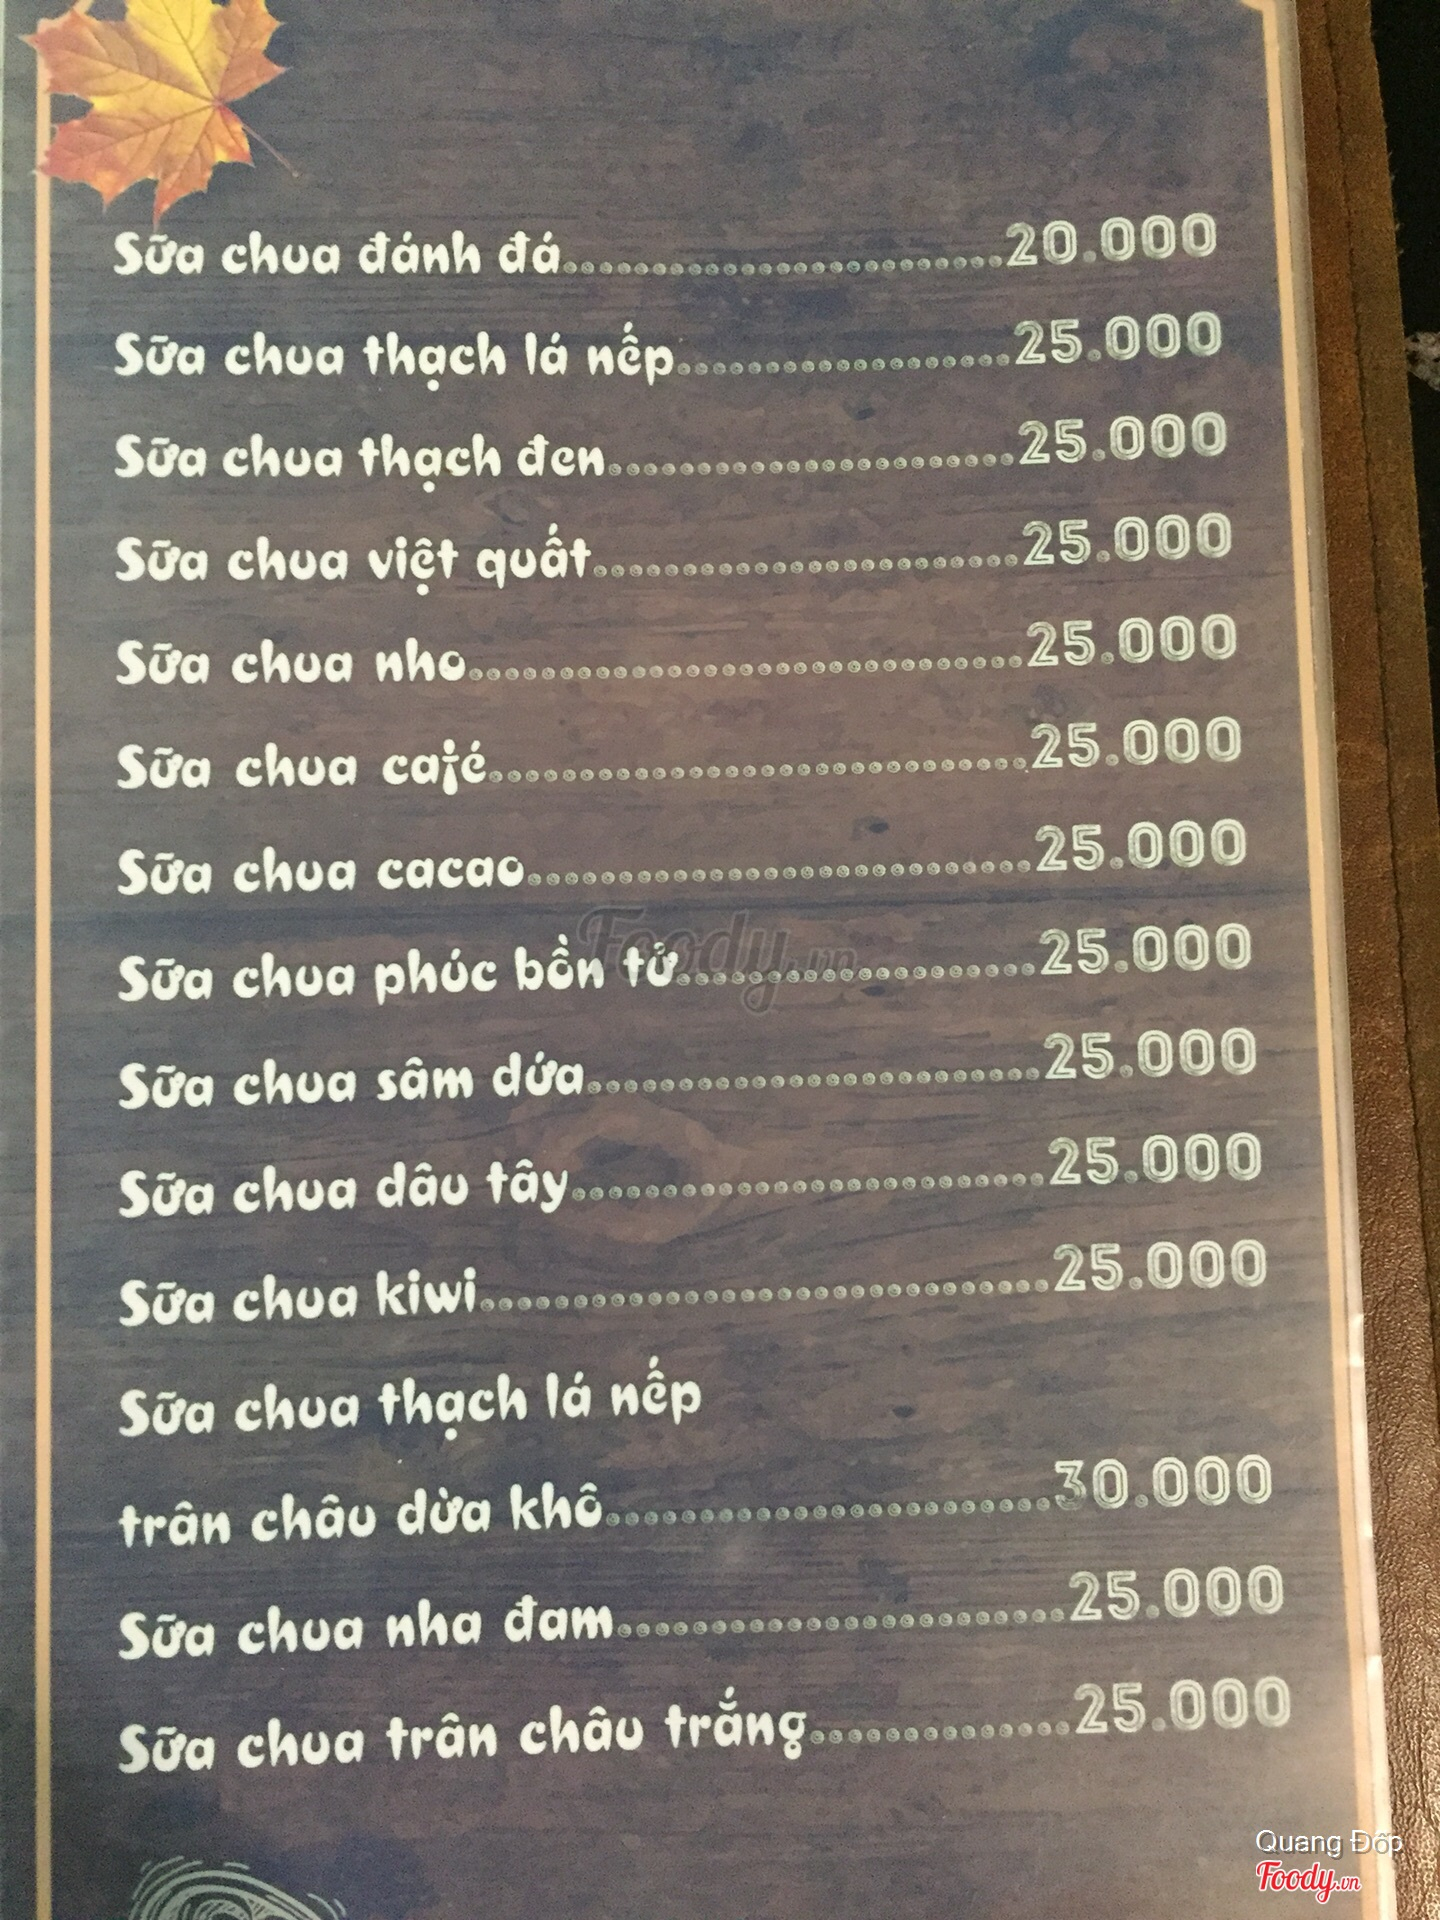 Sữa chua đánh đá........................20.000
Sữa chua thạch lá nếp...................25.000
Sữa chua thạch đen.......................25.000
Sữa chua việt quất........................25.000
Sữa chua nho...............................25.000
Sữa chua café..............................25.000
Sữa chua cacao............................25.000
Sữa chua phúc bồn tử....................25.000
Foody.vn
Sữa chua sâm dứa.........................25.000
Sữa chua dâu tây..........................25.000
Sữa chua kiwi...............................25.000
Sữa chua thạch lá nếp
trân châu dừa khô.........................30.000
Sữa chua nha đam.........................25.000
Sữa chua trân châu trắng...............25.000
Quang Đốp
Foody.vn